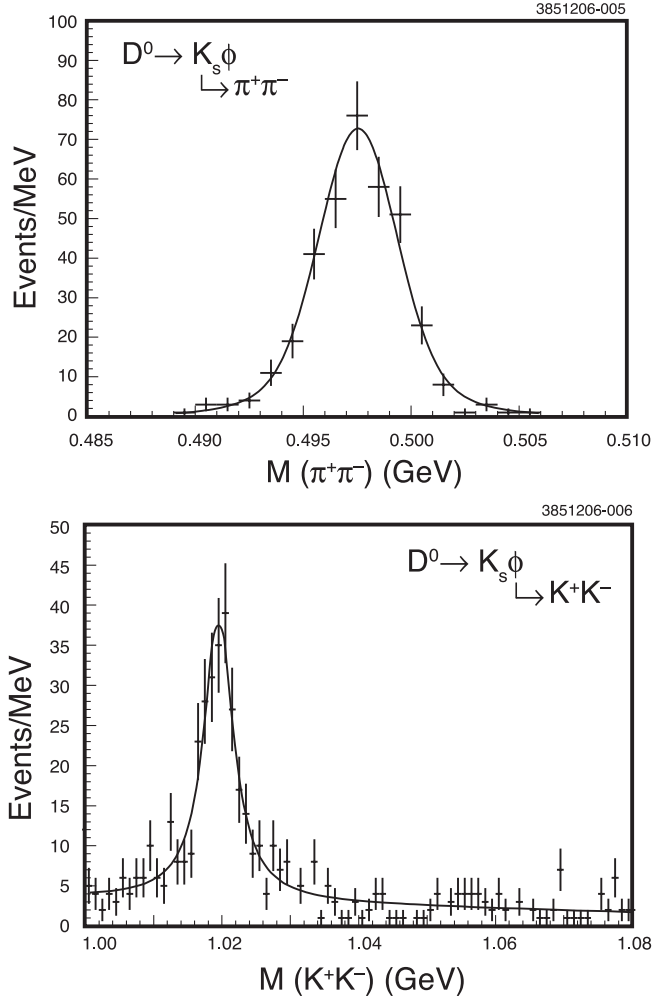 3851206-005
100
D⁰ → K_s φ
↳ π⁺π⁻
90
80
70
60
50
40
30
20
10
0
Events/MeV
0.485 0.490 0.495 0.500 0.505 0.510
M (π⁺π⁻) (GeV)
3851206-006
50
D⁰ → K_s φ
↳ K⁺K⁻
45
40
35
30
25
20
15
10
5
0
Events/MeV
1.00 1.02 1.04 1.06 1.08
M (K⁺K⁻) (GeV)